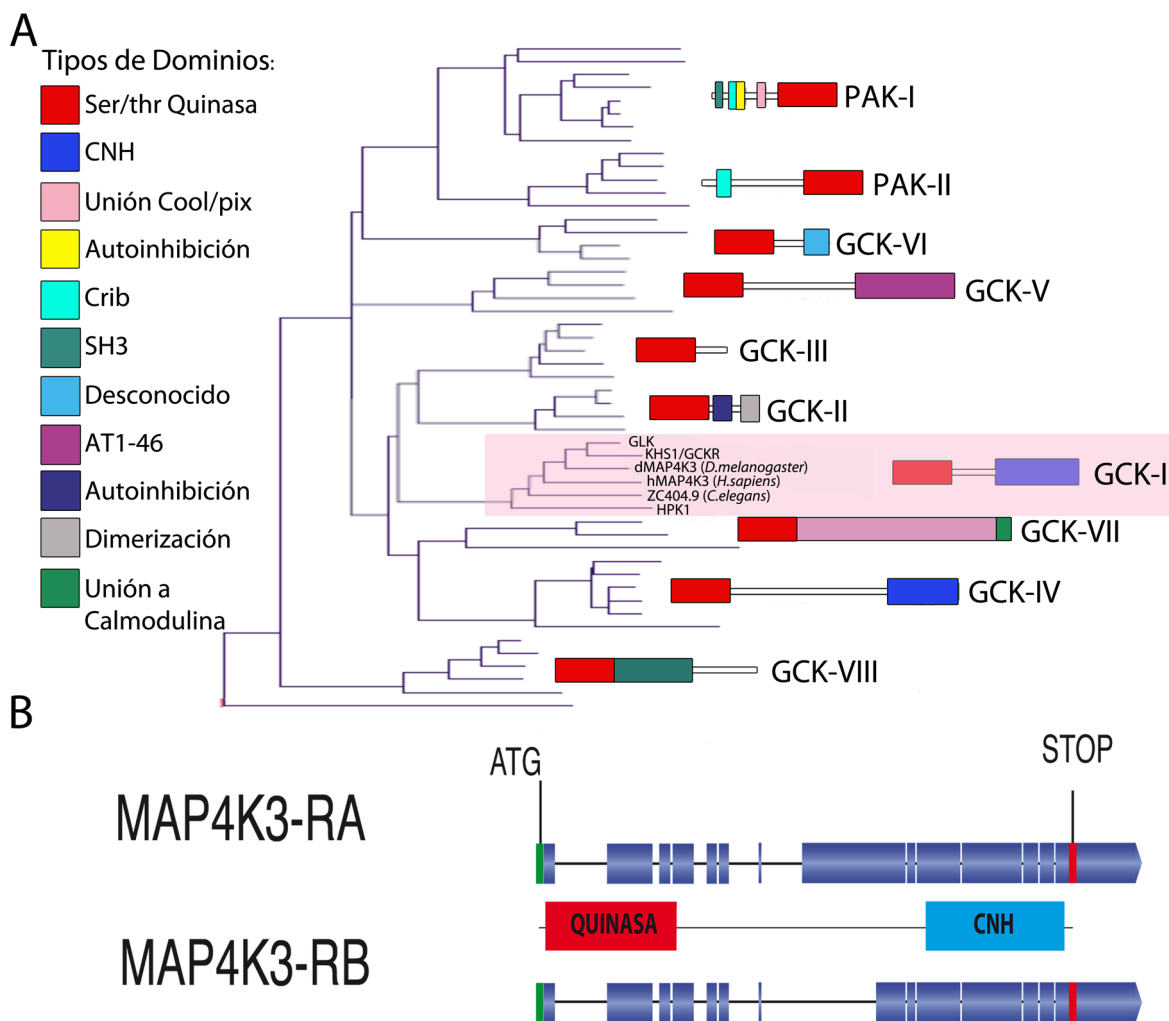 A
Tipos de Dominios:
Ser/thr Quinasa
CNH
Unión Cool/pix
Autoinhibición
Crib
SH3
Desconocido
AT1-46
Autoinhibición
Dimerización
Unión a
Calmodulina
PAK-I
PAK-II
GCK-VI
GCK-V
GCK-III
GCK-II
GLK
KHS1/GCKR
dMAP4K3 (D.melanogaster)
hMAP4K3 (H.sapiens)
ZC404.9 (C.elegans)
HPK1
GCK-I
GCK-VII
GCK-IV
GCK-VIII
B
ATG
STOP
MAP4K3-RA
QUINASA
CNH
MAP4K3-RB